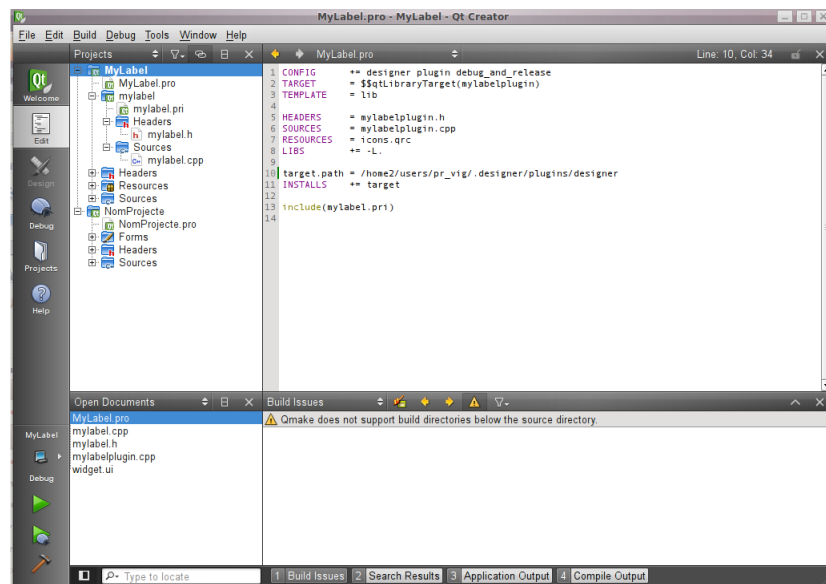 MyLabel.pro - MyLabel - Qt Creator
File Edit Build Debug Tools Window Help
Projects
MyLabel.pro
Line: 10, Col: 34
Welcome
Edit
Design
Debug
Projects
Help
MyLabel
MyLabel.pro
mylabel
mylabel.pri
Headers
mylabel.h
Sources
mylabel.cpp
Headers
Resources
Sources
NomProjecte
NomProjecte.pro
Forms
Headers
Sources
1 CONFIG += designer plugin debug_and_release
2 TARGET = $$qtLibraryTarget(mylabelplugin)
3 TEMPLATE = lib
4
5 HEADERS = mylabelplugin.h
6 SOURCES = mylabelplugin.cpp
7 RESOURCES = icons.qrc
8 LIBS += -L.
9
10 target.path = /home2/users/pr_vig/.designer/plugins/designer
11 INSTALLS += target
12
13 include(mylabel.pri)
14
Open Documents
MyLabel.pro
mylabel.cpp
mylabel.h
mylabelplugin.cpp
widget.ui
Build Issues
Qmake does not support build directories below the source directory.
MyLabel
Debug
Type to locate
1 Build Issues 2 Search Results 3 Application Output 4 Compile Output